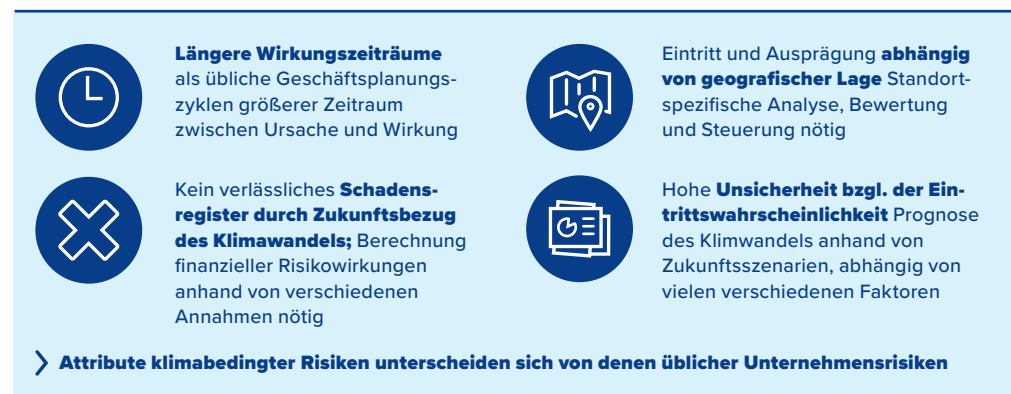 Längere Wirkungszeiträume
als übliche Geschäftsplanungs-
zyklen größerer Zeitraum
zwischen Ursache und Wirkung
Eintritt und Ausprägung abhängig
von geografischer Lage Standort-
spezifische Analyse, Bewertung
und Steuerung nötig
Kein verlässliches Schadens-
register durch Zukunftsbezug
des Klimawandels; Berechnung
finanzieller Risikowirkungen
anhand von verschiedenen
Annahmen nötig
Hohe Unsicherheit bzgl. der Ein-
trittswahrscheinlichkeit Prognose
des Klimwandels anhand von
Zukunftsszenarien, abhängig von
vielen verschiedenen Faktoren
Attribute klimabedingter Risiken unterscheiden sich von denen üblicher Unternehmensrisiken